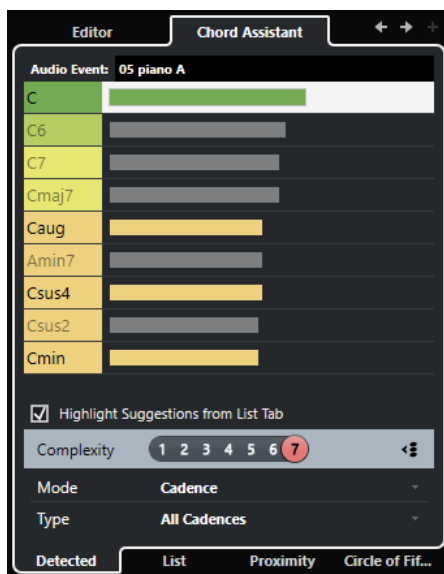 Editor Chord Assistant
Audio Event: 05 piano A
C
C6
C7
Cmaj7
Caug
Amin7
Csus4
Csus2
Cmin
Highlight Suggestions from List Tab
Complexity 1 2 3 4 5 6 7
Mode Cadence
Type All Cadences
Detected List Proximity Circle of Fif...